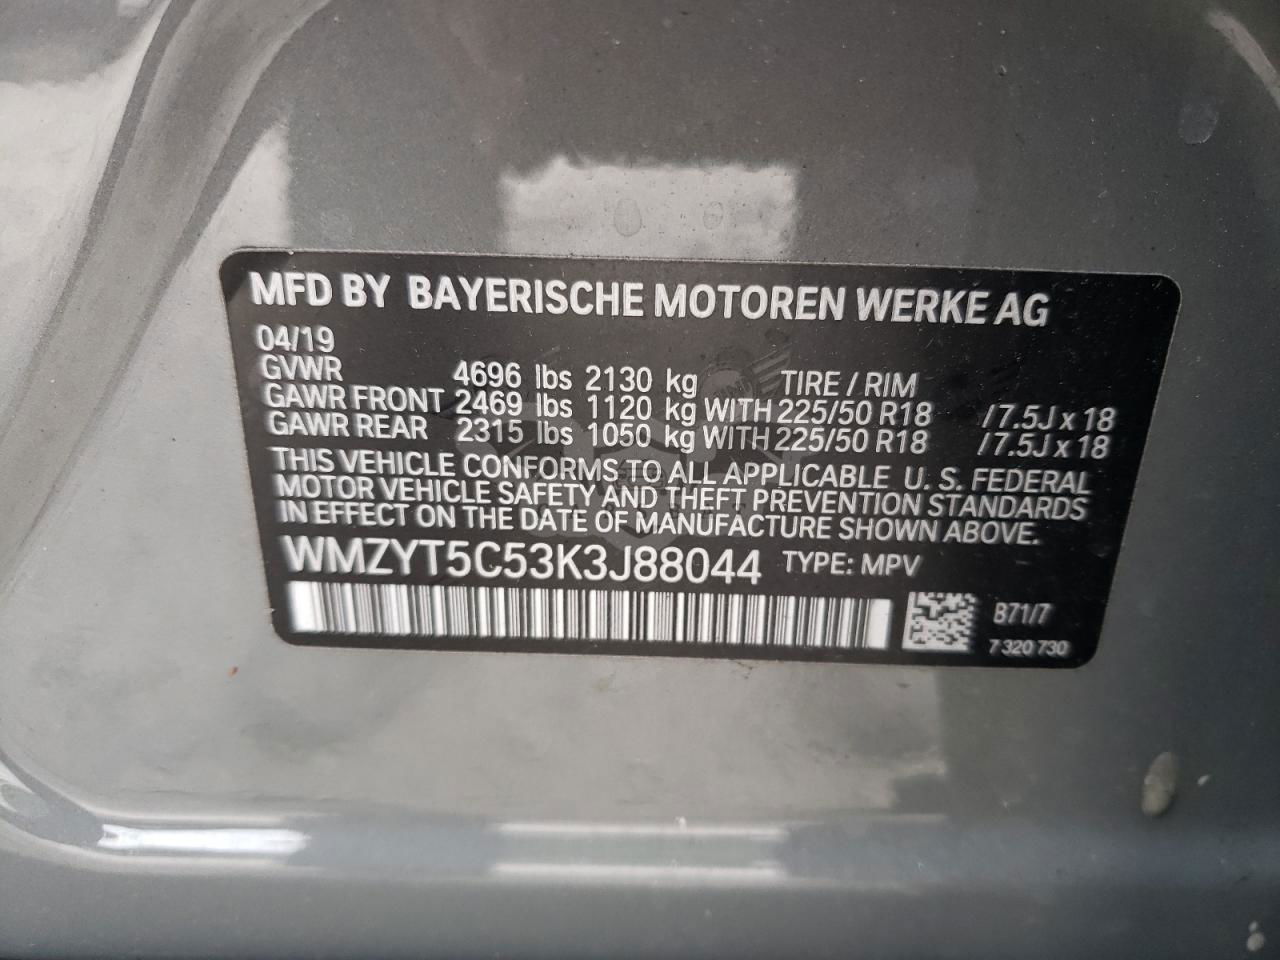 MFD BY BAYERISCHE MOTOREN WERKE AG
04/19
GVWR 4696 lbs 2130 kg TIRE / RIM
GAWR FRONT 2469 lbs 1120 kg WITH 225/50 R18 /7.5J x 18
GAWR REAR 2315 lbs 1050 kg WITH 225/50 R18 /7.5J x 18
THIS VEHICLE CONFORMS TO ALL APPLICABLE U. S. FEDERAL
MOTOR VEHICLE SAFETY AND THEFT PREVENTION STANDARDS
IN EFFECT ON THE DATE OF MANUFACTURE SHOWN ABOVE.
WMZYT5C53K3J88044 TYPE: MPV
B71/7
7 320 730